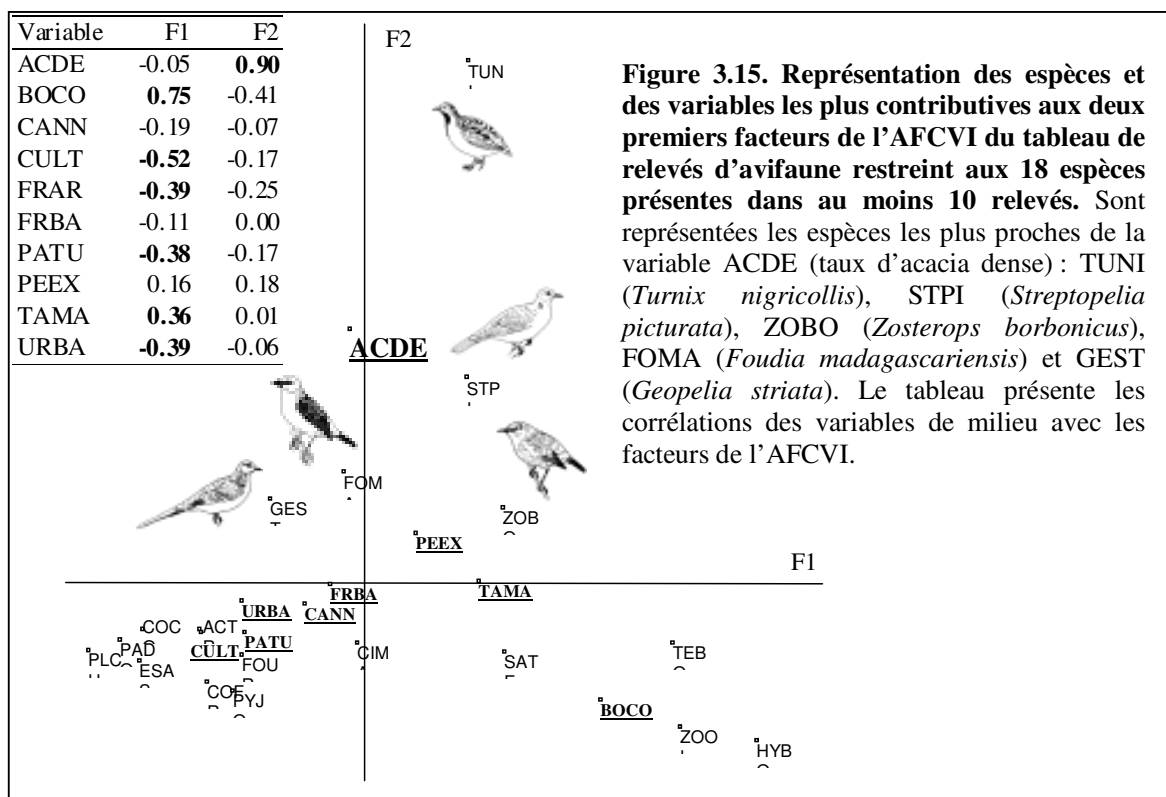 Variable F1 F2
ACDE -0.05 0.90
BOCO 0.75 -0.41
CANN -0.19 -0.07
CULT -0.52 -0.17
FRAR -0.39 -0.25
FRBA -0.11 0.00
PATU -0.38 -0.17
PEEX 0.16 0.18
TAMA 0.36 0.01
URBA -0.39 -0.06
F2
TUN
Figure 3.15. Représentation des espèces et
des variables les plus contributives aux deux
premiers facteurs de l'AFCVI du tableau de
relevés d'avifaune restreint aux 18 espèces
présentes dans au moins 10 relevés. Sont
représentées les espèces les plus proches de la
variable ACDE (taux d'acacia dense) : TUNI
(Turnix nigricollis), STPI (Streptopelia
picturata), ZOBO (Zosterops borbonicus),
FOMA (Foudia madagascariensis) et GEST
(Geopelia striata). Le tableau présente les
corrélations des variables de milieu avec les
facteurs de l'AFCVI.
ACDE
STP
FOM
GES
ZOB
PEEX
F1
FRBA
TAMA
URBA
CANN
COC
ACT
PAD
CULT
PATU
CIM
PLC
ESA
FOU
SAT
TEB
COE
PYJ
BOCO
ZOO
HYB